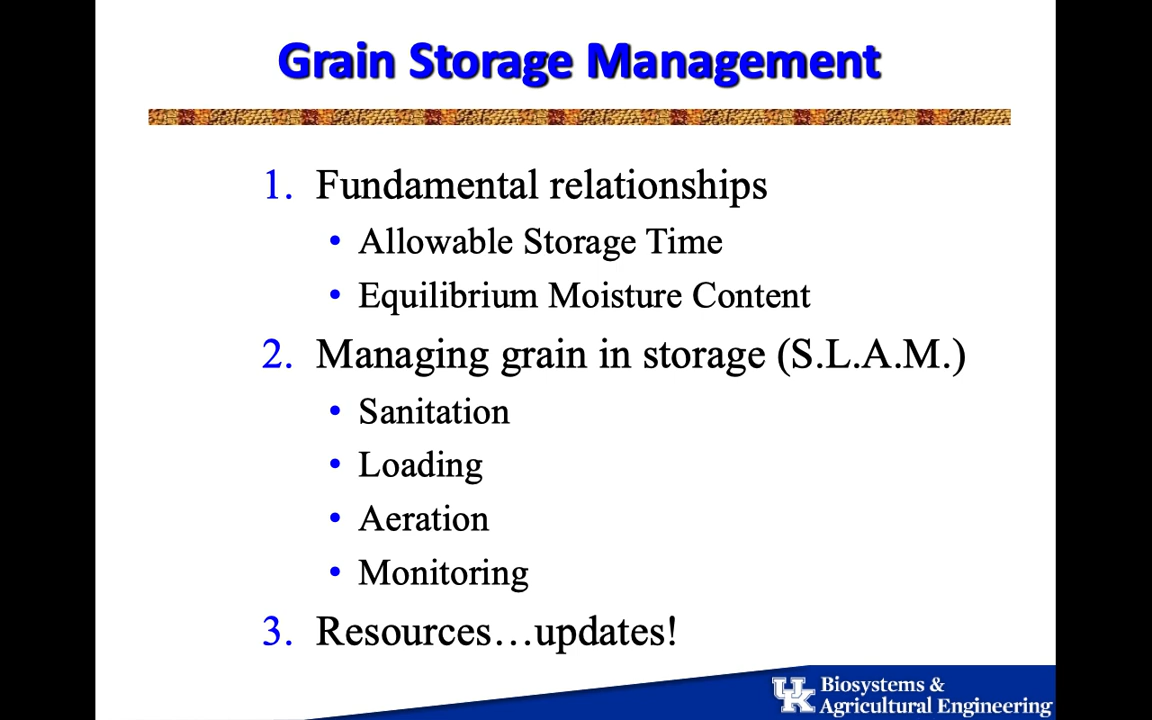 Grain Storage Management
1. Fundamental relationships
• Allowable Storage Time
• Equilibrium Moisture Content
2. Managing grain in storage (S.L.A.M.)
• Sanitation
• Loading
• Aeration
• Monitoring
3. Resources…updates!
UK Biosystems &
Agricultural Engineering